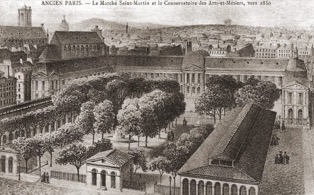 ANCIEN PARIS. - Le Marché Saint-Martin et le Conservatoire des Arts-et-Métiers, vers 1850